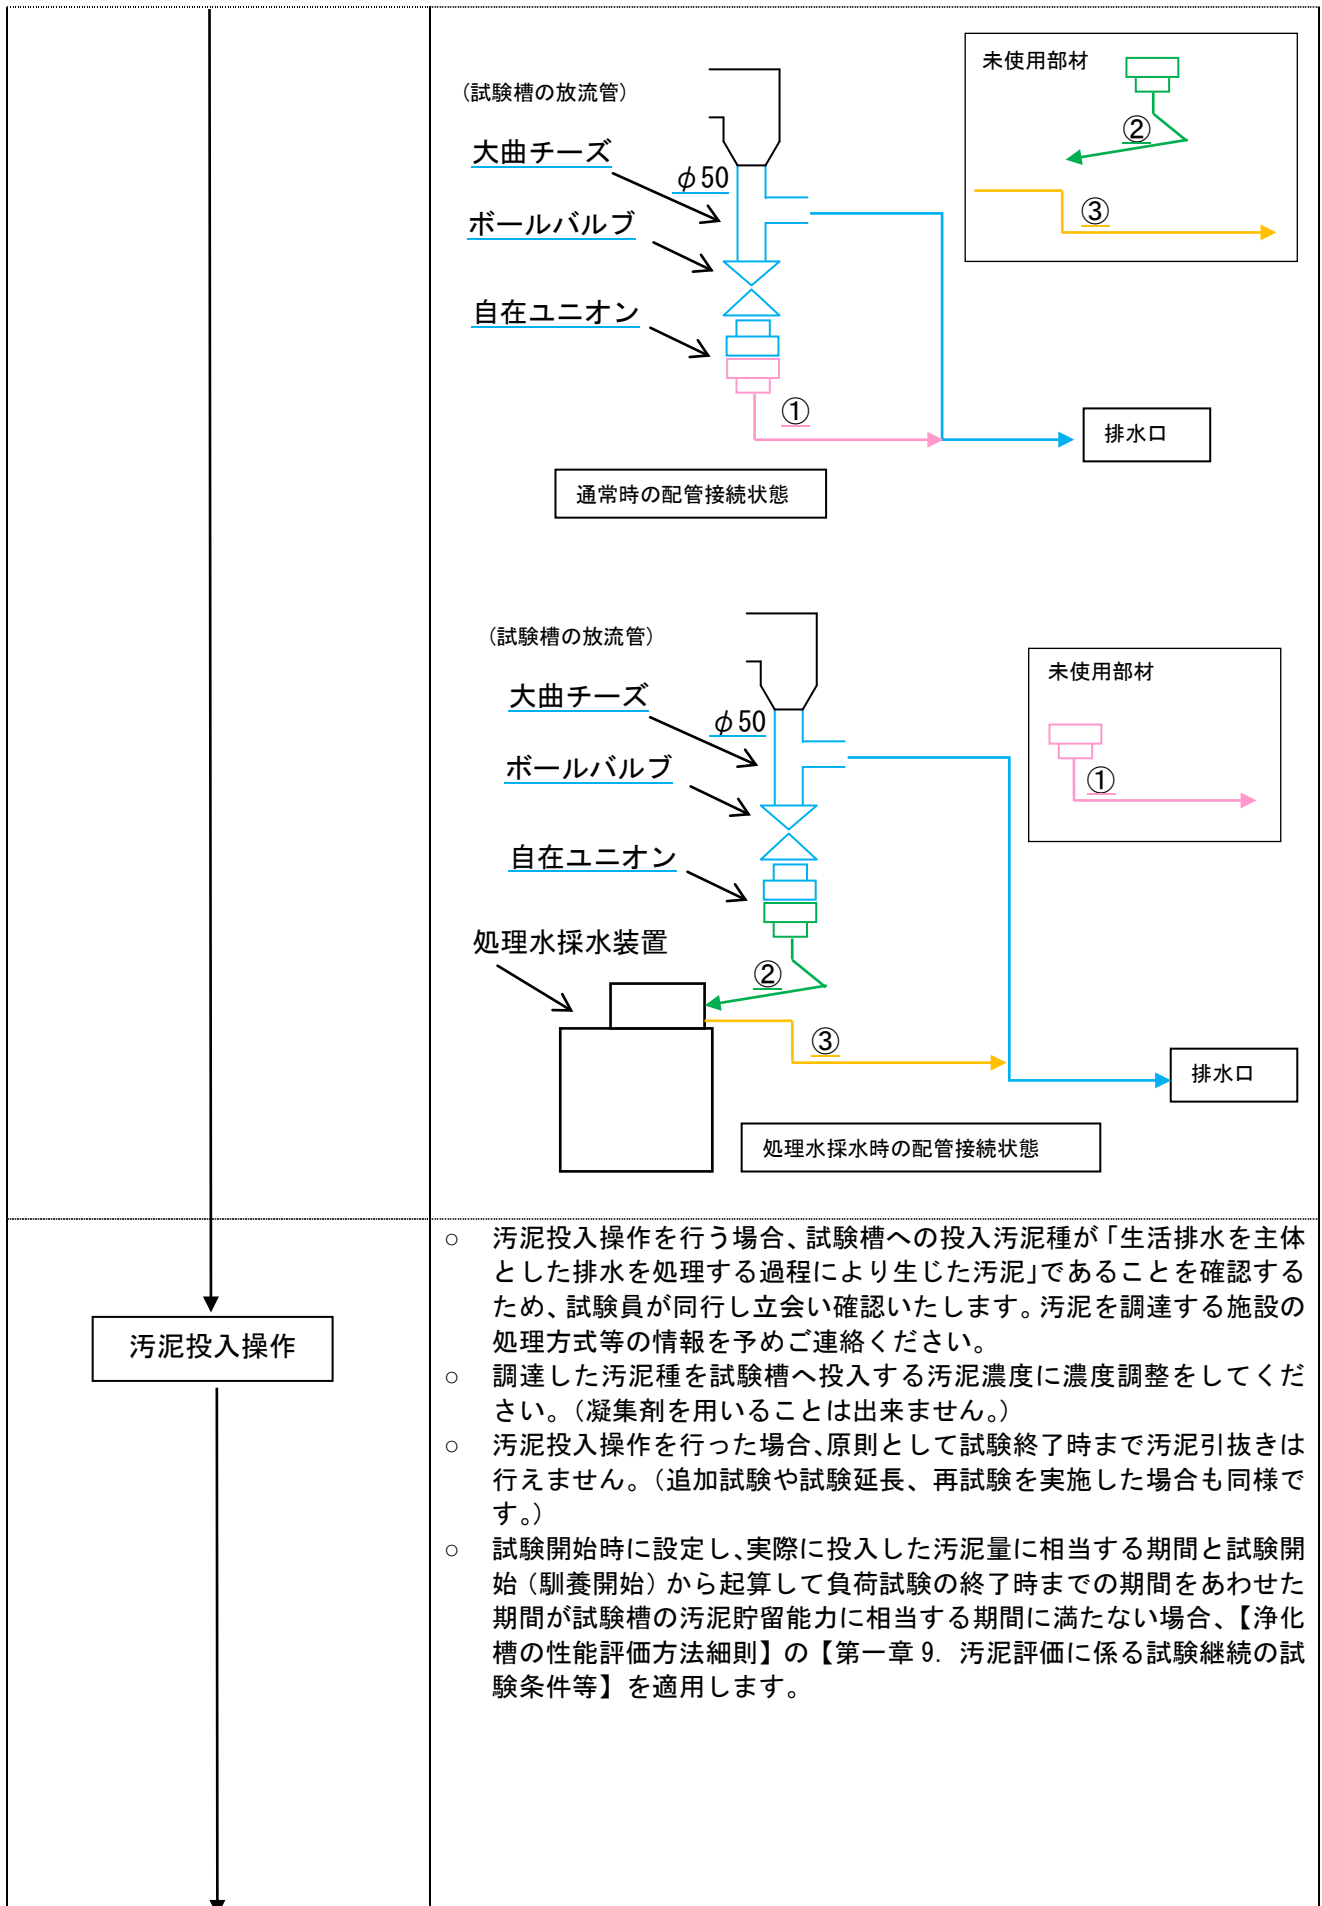 (試験槽の放流管)
未使用部材
②
大曲チーズ
φ50
③
ボールバルブ
自在ユニオン
①
排水口
通常時の配管接続状態
(試験槽の放流管)
未使用部材
大曲チーズ
φ50
①
ボールバルブ
自在ユニオン
処理水採水装置
②
③
排水口
処理水採水時の配管接続状態
汚泥投入操作
○ 汚泥投入操作を行う場合、試験槽への投入汚泥種が「生活排水を主体
とした排水を処理する過程により生じた汚泥」であることを確認する
ため、試験員が同行し立会い確認いたします。汚泥を調達する施設の
処理方式等の情報を予めご連絡ください。
○ 調達した汚泥種を試験槽へ投入する汚泥濃度に濃度調整をしてくだ
さい。(凝集剤を用いることは出来ません。)
○ 汚泥投入操作を行った場合、原則として試験終了時まで汚泥引抜きは
行えません。(追加試験や試験延長、再試験を実施した場合も同様で
す。)
○ 試験開始時に設定し、実際に投入した汚泥量に相当する期間と試験開
始(馴養開始)から起算して負荷試験の終了時までの期間をあわせた
期間が試験槽の汚泥貯留能力に相当する期間に満たない場合、【浄化
槽の性能評価方法細則】の【第一章 9. 汚泥評価に係る試験継続の試
験条件等】を適用します。